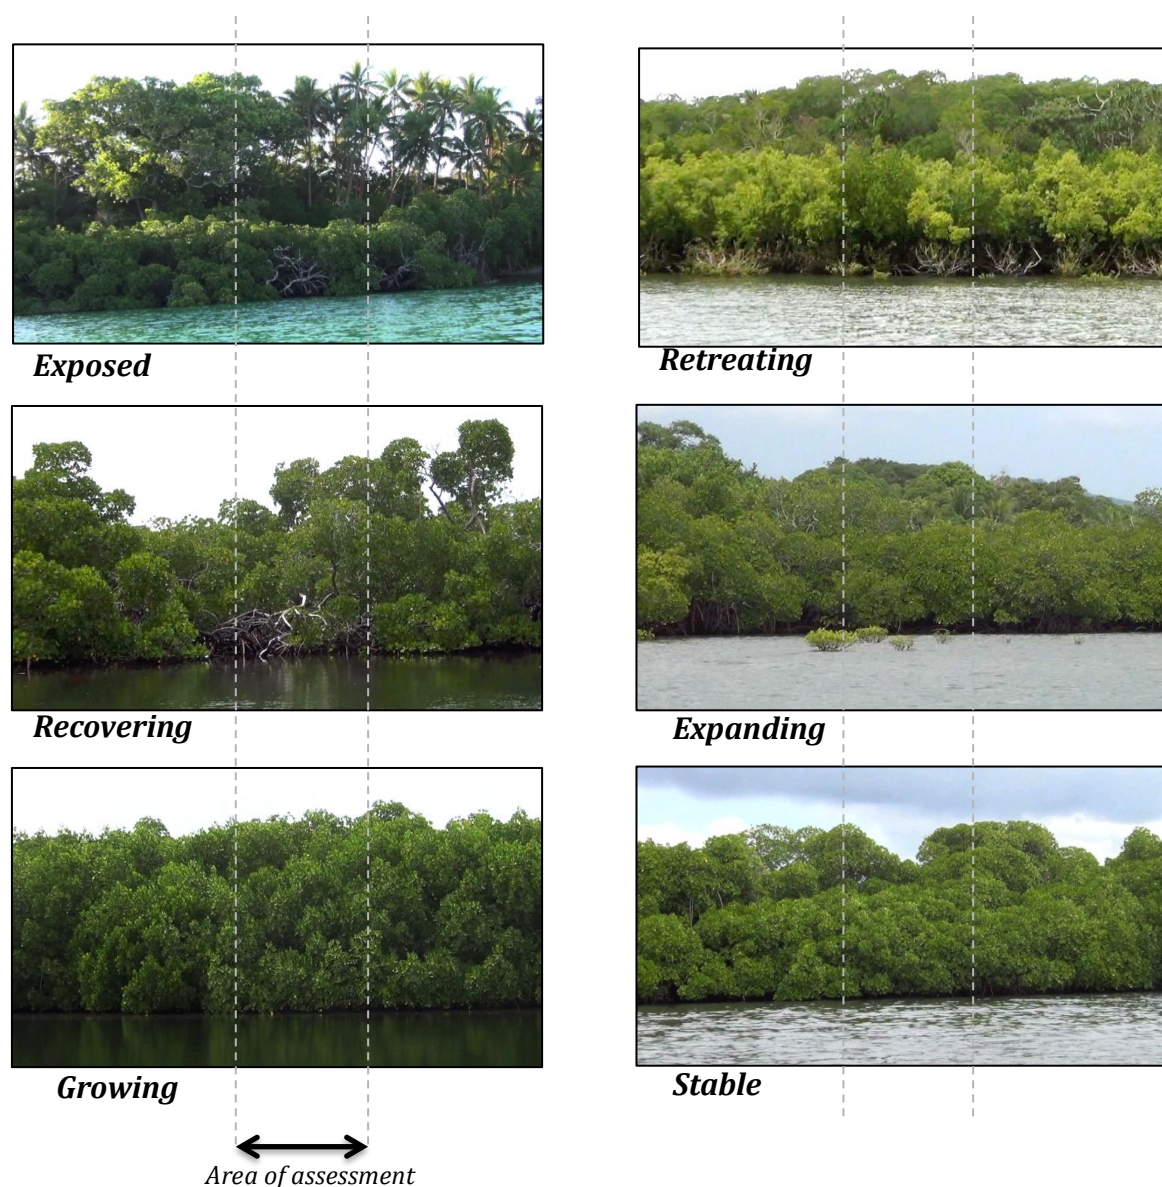 Exposed
Retreating
Recovering
Expanding
Growing
Stable
Area of assessment